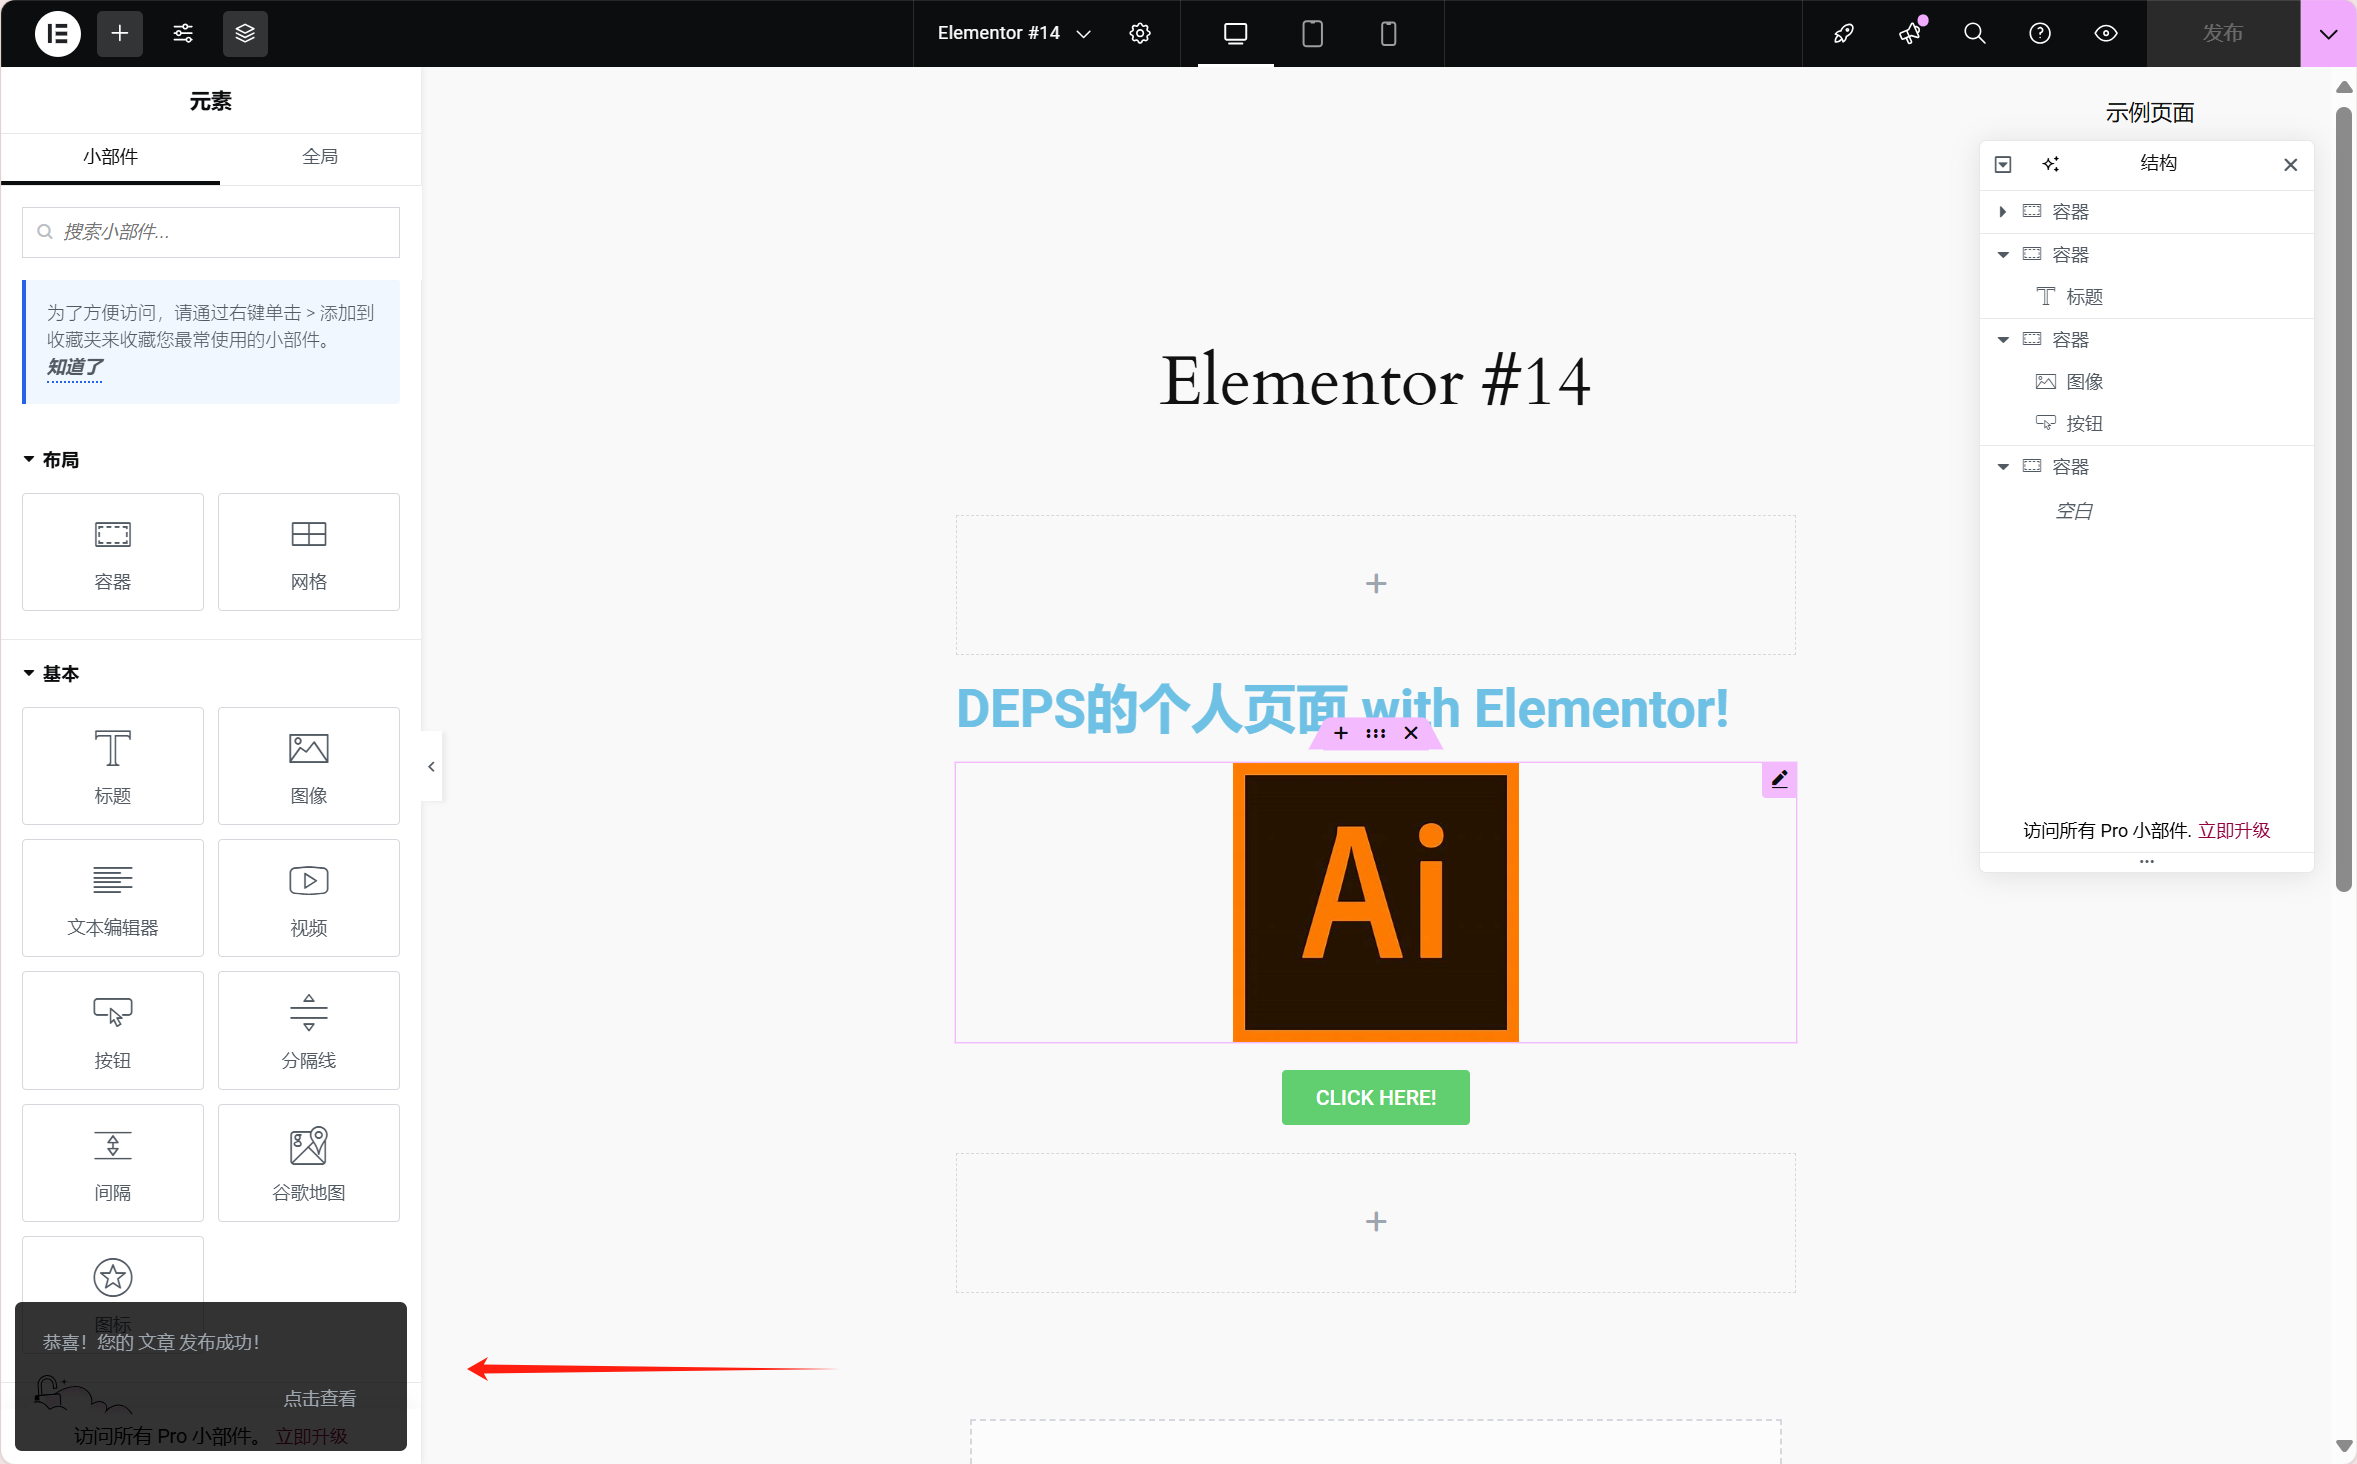 Elementor #14
发布
元素
小部件
全局
搜索小部件...
为了方便访问，请通过右键单击 > 添加到
收藏夹来收藏您最常使用的小部件。
知道了
布局
容器
网格
基本
标题
图像
文本编辑器
视频
按钮
分隔线
间隔
谷歌地图
图标
恭喜！您的 文章 发布成功！
点击查看
访问所有 Pro 小部件。 立即升级
Elementor #14
DEPS的个人页面 with Elementor!
Ai
CLICK HERE!
示例页面
结构
容器
容器
标题
容器
图像
按钮
容器
空白
访问所有 Pro 小部件. 立即升级